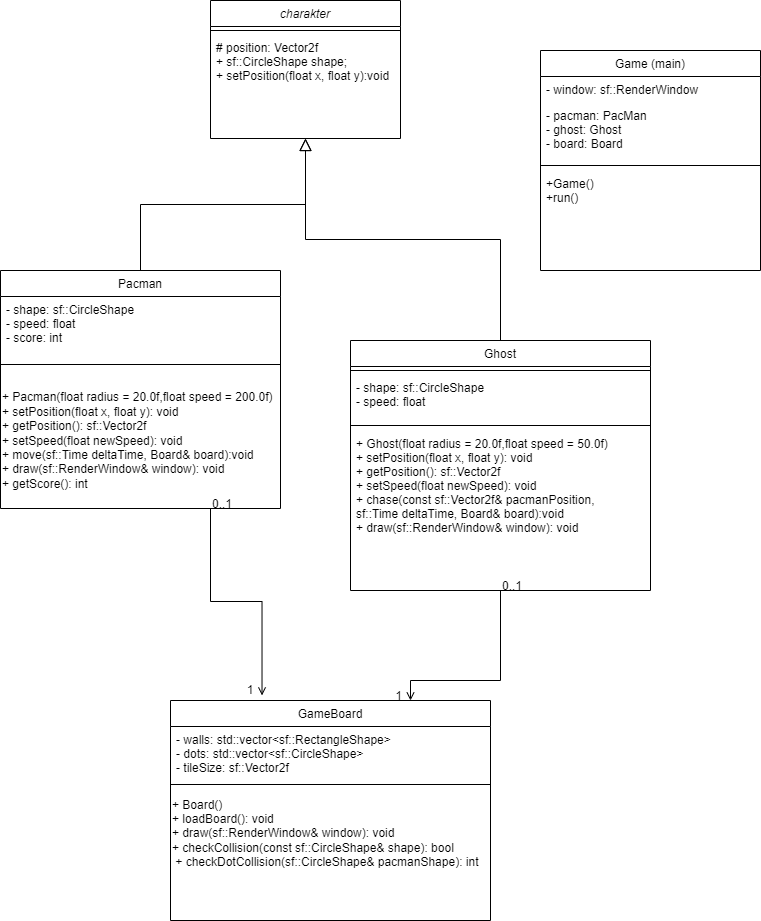 charakter
# position: Vector2f
+ sf::CircleShape shape;
+ setPosition(float x, float y):void
Game (main)
- window: sf::RenderWindow
- pacman: PacMan
- ghost: Ghost
- board: Board
+Game()
+run()
Pacman
- shape: sf::CircleShape
- speed: float
- score: int
+ Pacman(float radius = 20.0f,float speed = 200.0f)
+ setPosition(float x, float y): void
+ getPosition(): sf::Vector2f
+ setSpeed(float newSpeed): void
+ move(sf::Time deltaTime, Board& board):void
+ draw(sf::RenderWindow& window): void
+ getScore(): int
0..1
Ghost
- shape: sf::CircleShape
- speed: float
+ Ghost(float radius = 20.0f,float speed = 50.0f)
+ setPosition(float x, float y): void
+ getPosition(): sf::Vector2f
+ setSpeed(float newSpeed): void
+ chase(const sf::Vector2f& pacmanPosition,
sf::Time deltaTime, Board& board):void
+ draw(sf::RenderWindow& window): void
0..1
1
1
GameBoard
- walls: std::vector<sf::RectangleShape>
- dots: std::vector<sf::CircleShape>
- tileSize: sf::Vector2f
+ Board()
+ loadBoard(): void
+ draw(sf::RenderWindow& window): void
+ checkCollision(const sf::CircleShape& shape): bool
+ checkDotCollision(sf::CircleShape& pacmanShape): int